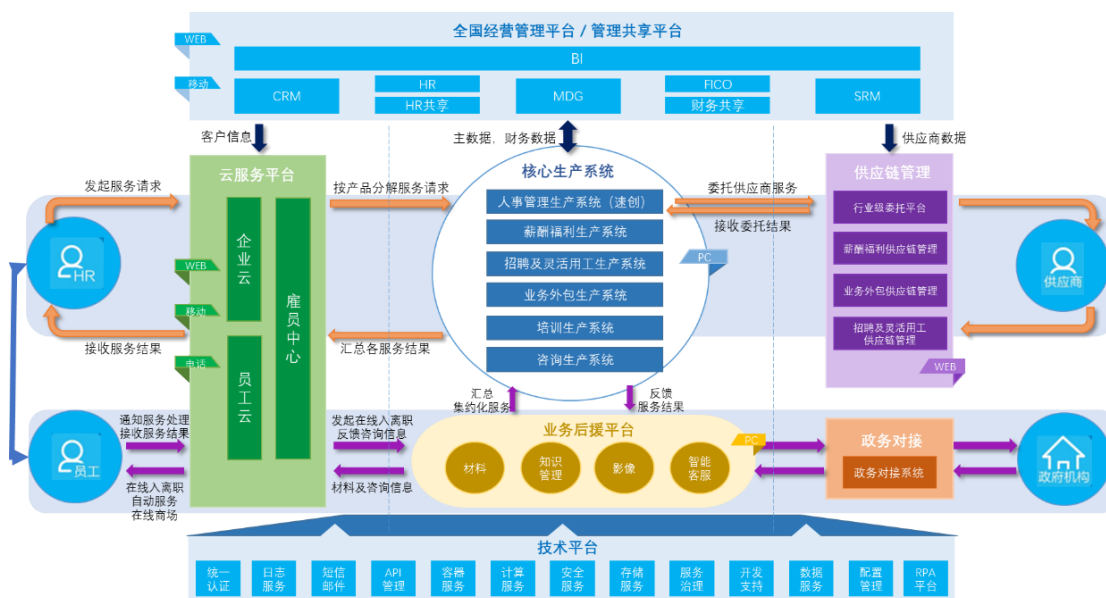 全国经营管理平台 / 管理共享平台
WEB
BI
移动
CRM
HR
HR共享
MDG
FICO
财务共享
SRM
客户信息
主数据，财务数据
供应商数据
云服务平台
企业云
雇员中心
员工云
WEB
移动
电话
发起服务请求
HR
接收服务结果
按产品分解服务请求
汇总各服务结果
核心生产系统
人事管理生产系统（速创）
薪酬福利生产系统
招聘及灵活用工生产系统
业务外包生产系统
培训生产系统
咨询生产系统
PC
委托供应商服务
接收委托结果
供应链管理
行业级委托平台
薪酬福利供应链管理
业务外包供应链管理
招聘及灵活用工
供应链管理
WEB
供应商
汇总
集约化服务
反馈
服务结果
员工
通知服务处理
接收服务结果
在线入离职
自动服务
在线商场
发起在线入离职
反馈咨询信息
材料及咨询信息
业务后援平台
材料
知识
管理
影像
智能
客服
PC
政务对接
政务对接系统
政府机构
技术平台
统一
认证
日志
服务
短信
邮件
API
管理
容器
服务
计算
服务
安全
服务
存储
服务
服务
治理
开发
支持
数据
服务
配置
管理
RPA
平台